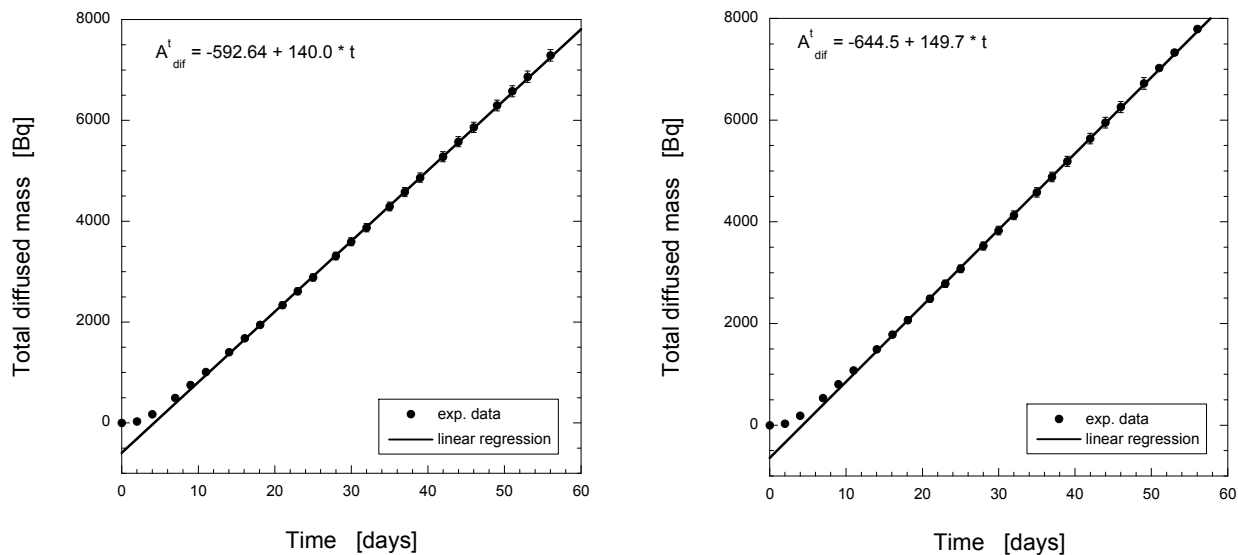 A^t_dif = -592.64 + 140.0 * t
Total diffused mass [Bq]
8000
6000
4000
2000
0
exp. data
linear regression
0 10 20 30 40 50 60
Time [days]
A^t_dif = -644.5 + 149.7 * t
Total diffused mass [Bq]
8000
6000
4000
2000
0
exp. data
linear regression
0 10 20 30 40 50 60
Time [days]